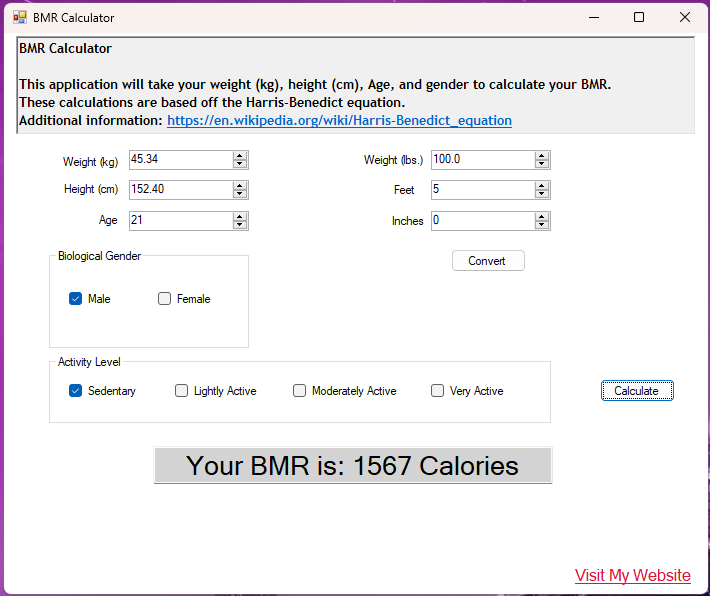 BMR Calculator
BMR Calculator
This application will take your weight (kg), height (cm), Age, and gender to calculate your BMR.
These calculations are based off the Harris-Benedict equation.
Additional information: https://en.wikipedia.org/wiki/Harris-Benedict_equation
Weight (kg) 45.34 Weight (lbs.) 100.0
Height (cm) 152.40 Feet 5
Age 21 Inches 0
Biological Gender Convert
Male Female
Activity Level
Sedentary Lightly Active Moderately Active Very Active Calculate
Your BMR is: 1567 Calories
Visit My Website